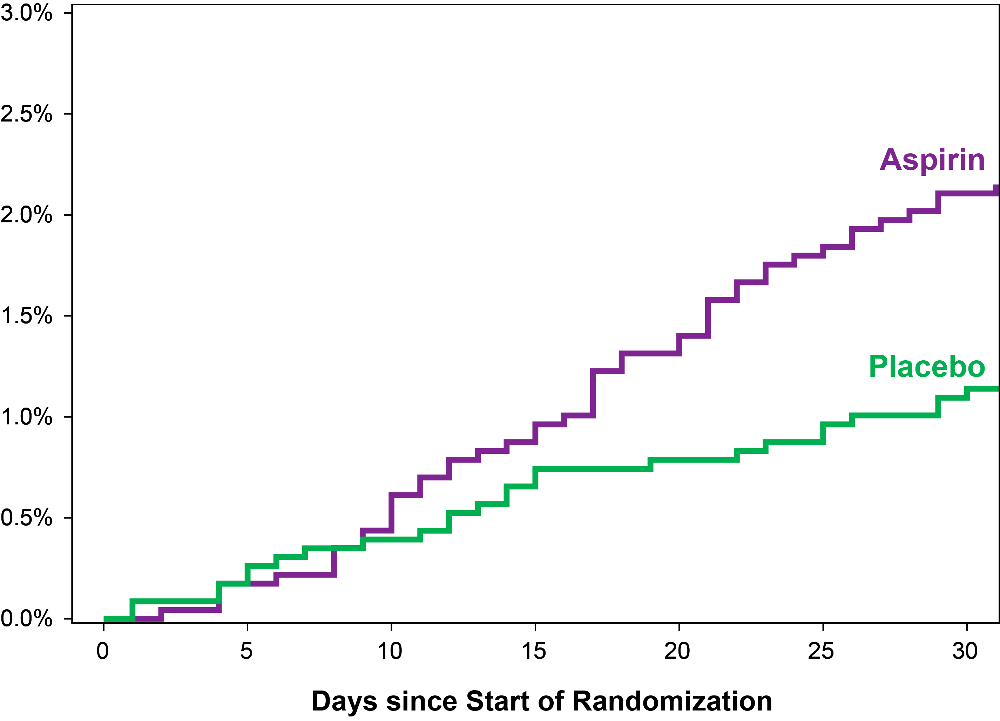 3.0%
2.5%
Aspirin
2.0%
1.5%
Placebo
1.0%
0.5%
0.0%
0 5 10 15 20 25 30
Days since Start of Randomization